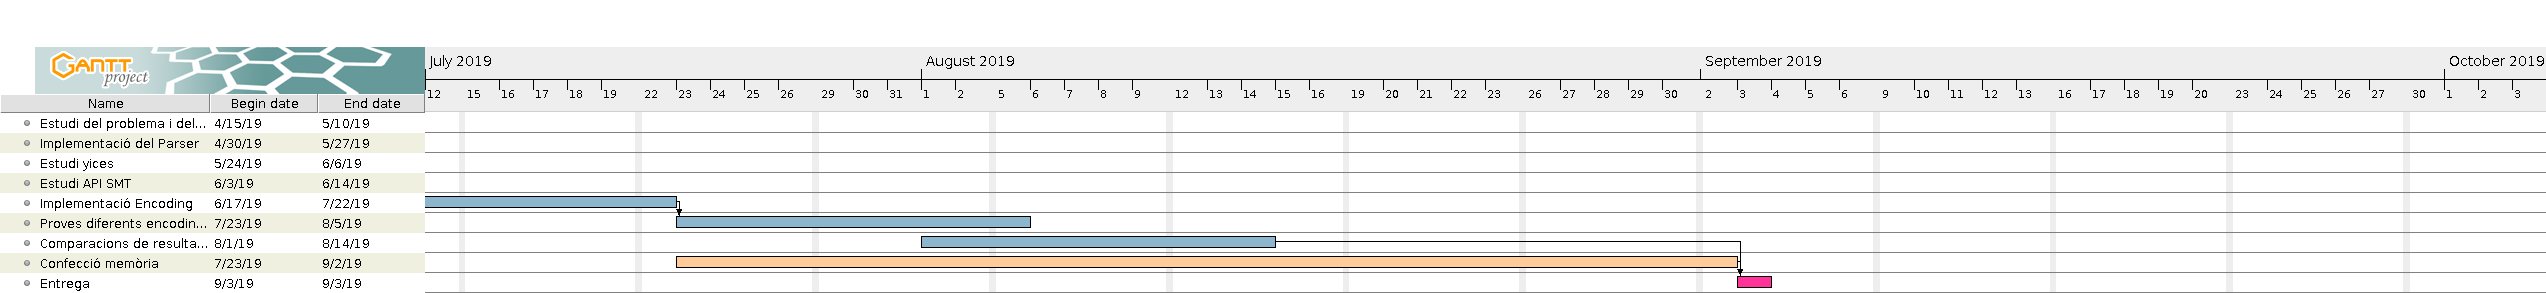 GANTT project
July 2019 August 2019 September 2019 October 2019
12 15 16 17 18 19 22 23 24 25 26 29 30 31 1 2 5 6 7 8 9 12 13 14 15 16 19 20 21 22 23 26 27 28 29 30 2 3 4 5 6 9 10 11 12 13 16 17 18 19 20 23 24 25 26 27 30 1 2 3
Name Begin date End date
Estudi del problema i del... 4/15/19 5/10/19
Implementació del Parser 4/30/19 5/27/19
Estudi yices 5/24/19 6/6/19
Estudi API SMT 6/3/19 6/14/19
Implementació Encoding 6/17/19 7/22/19
Proves diferents encodin... 7/23/19 8/5/19
Comparacions de resulta... 8/1/19 8/14/19
Confecció memòria 7/23/19 9/2/19
Entrega 9/3/19 9/3/19